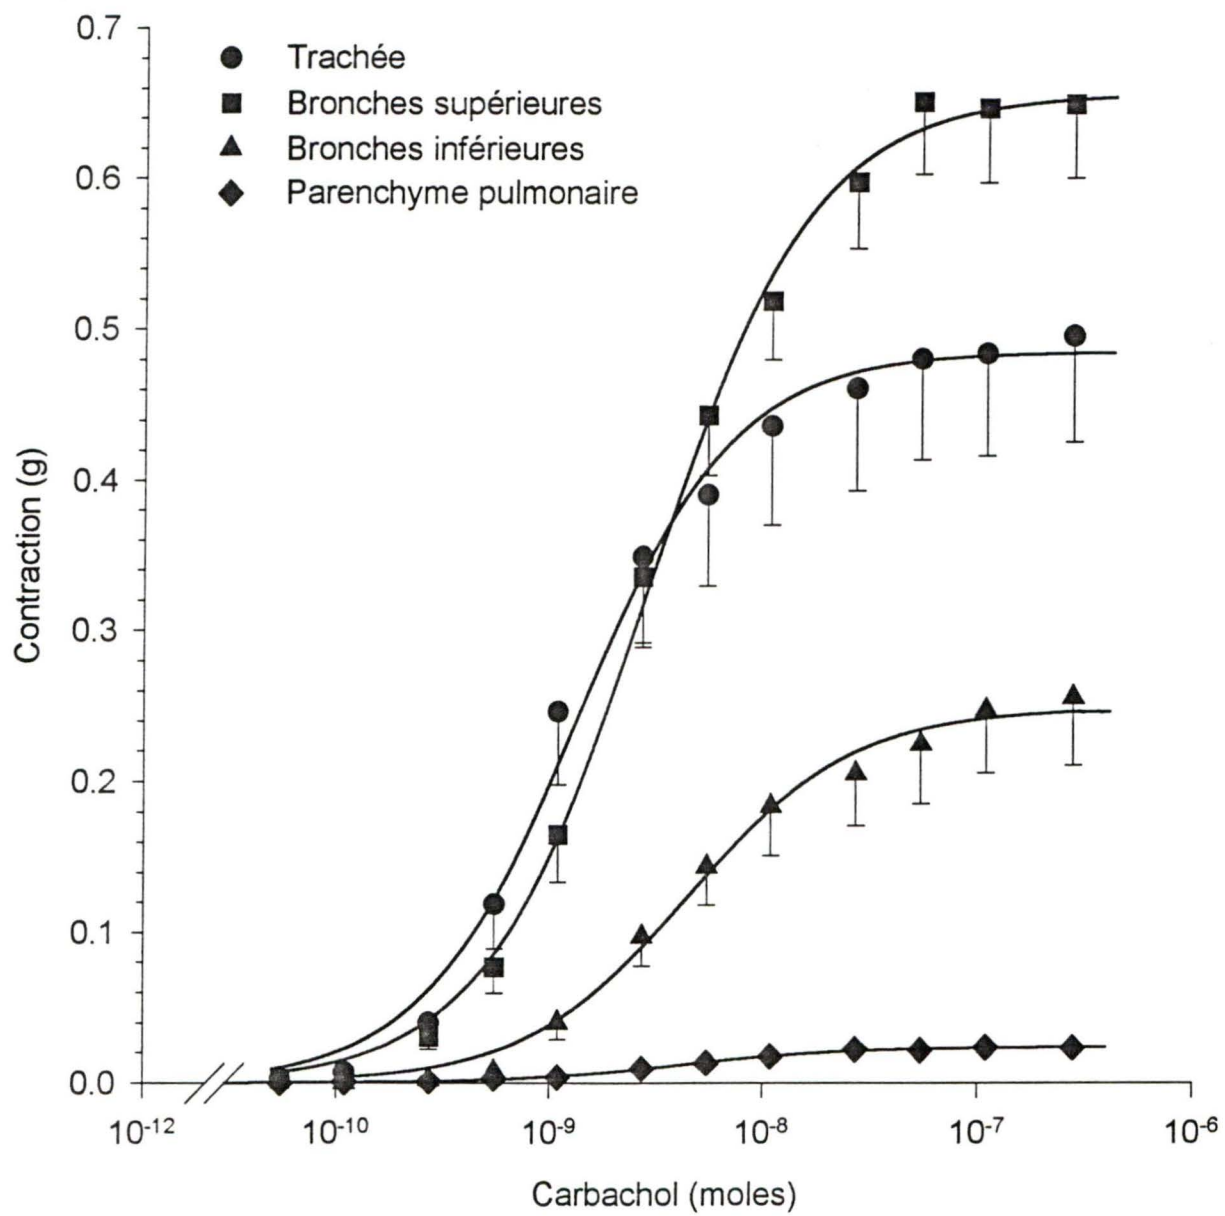 Trachée
Bronches supérieures
Bronches inférieures
Parenchyme pulmonaire
0.7
0.6
0.5
0.4
0.3
0.2
0.1
0.0
Contraction (g)
10-12 10-10 10-9 10-8 10-7 10-6
Carbachol (moles)